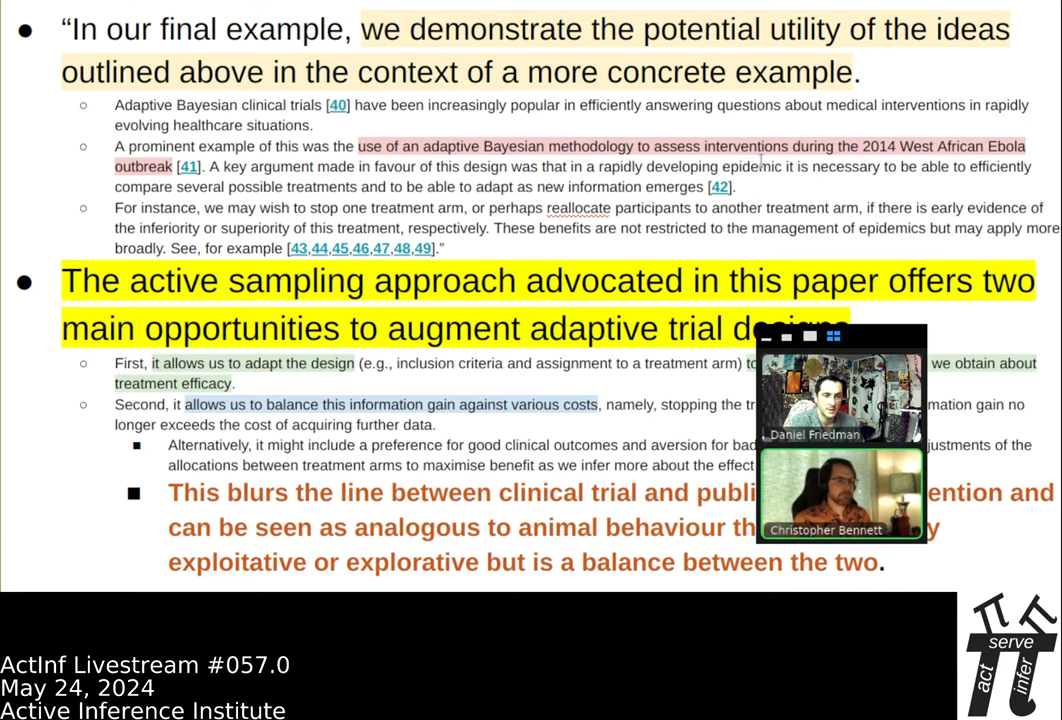 ● “In our final example, we demonstrate the potential utility of the ideas
outlined above in the context of a more concrete example.
○ Adaptive Bayesian clinical trials [40] have been increasingly popular in efficiently answering questions about medical interventions in rapidly
evolving healthcare situations.
○ A prominent example of this was the use of an adaptive Bayesian methodology to assess interventions during the 2014 West African Ebola
outbreak [41]. A key argument made in favour of this design was that in a rapidly developing epidemic it is necessary to be able to efficiently
compare several possible treatments and to be able to adapt as new information emerges [42].
○ For instance, we may wish to stop one treatment arm, or perhaps reallocate participants to another treatment arm, if there is early evidence of
the inferiority or superiority of this treatment, respectively. These benefits are not restricted to the management of epidemics but may apply more
broadly. See, for example [43,44,45,46,47,48,49].”
● The active sampling approach advocated in this paper offers two
main opportunities to augment adaptive trial
○ First, it allows us to adapt the design (e.g., inclusion criteria and assignment to a treatment arm) we obtain about
treatment efficacy.
○ Second, it allows us to balance this information gain against various costs, namely, stopping the gain no
longer exceeds the cost of acquiring further data.
■ Alternatively, it might include a preference for good clinical outcomes and aversion for of the
allocations between treatment arms to maximise benefit as we infer more about the effect
■ This blurs the line between clinical trial and and
can be seen as analogous to animal behaviour
exploitative or explorative but is a balance between the two.
Daniel Friedman
Christopher Bennett
ActInf Livestream #057.0
May 24, 2024
Active Inference Institute
serve
act
infer